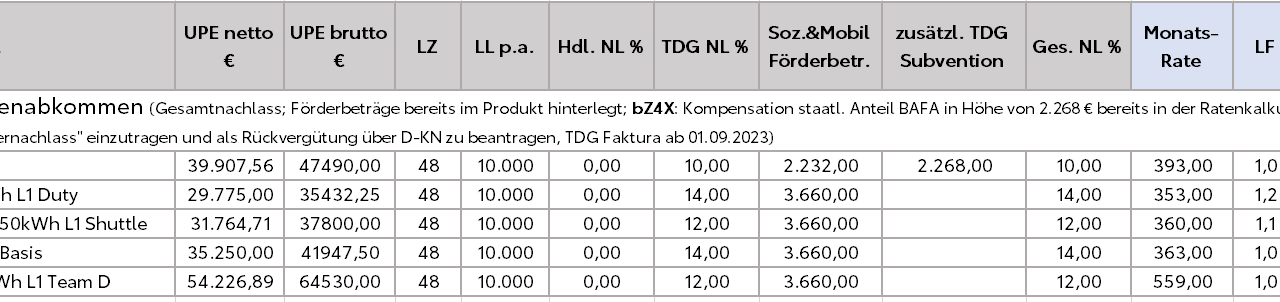 UPE netto € UPE brutto € LZ LL p.a. Hdl. NL % TDG NL % Soz.&Mobil Förderbetr. zusätzl. TDG Subvention Ges. NL % Monats-Rate LF
enabkommen (Gesamtnachlass; Förderbeträge bereits im Produkt hinterlegt; bZ4X: Kompensation staatl. Anteil BAFA in Höhe von 2.268 € bereits in der Ratenkalku
ernachlass" einzutragen und als Rückvergütung über D-KN zu beantragen, TDG Faktura ab 01.09.2023)
39.907,56 47490,00 48 10.000 0,00 10,00 2.232,00 2.268,00 10,00 393,00 1,0
h L1 Duty 29.775,00 35432,25 48 10.000 0,00 14,00 3.660,00 14,00 353,00 1,2
50kWh L1 Shuttle 31.764,71 37800,00 48 10.000 0,00 12,00 3.660,00 12,00 360,00 1,1
Basis 35.250,00 41947,50 48 10.000 0,00 14,00 3.660,00 14,00 363,00 1,0
Wh L1 Team D 54.226,89 64530,00 48 10.000 0,00 12,00 3.660,00 12,00 559,00 1,0